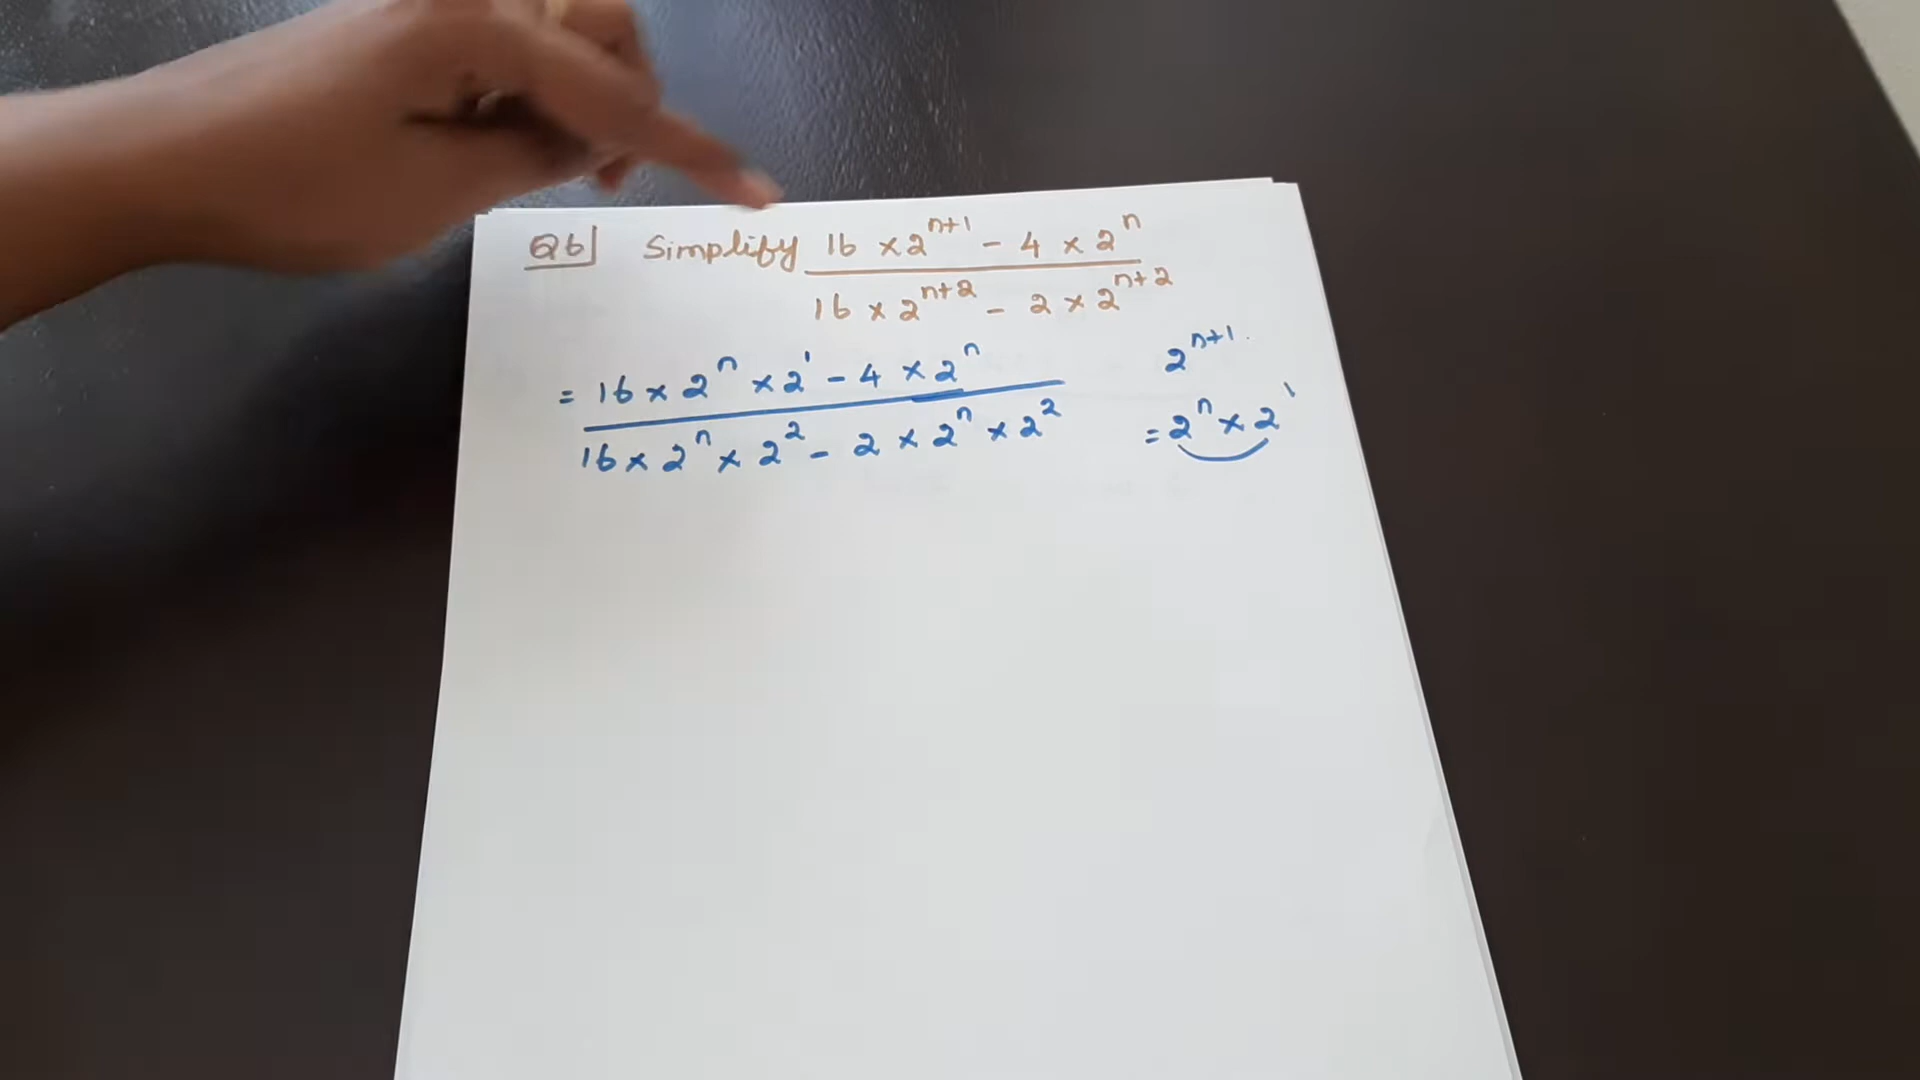 Q6| Simplify 16 × 2^{n+1} - 4 × 2^n
16 × 2^{n+2} - 2 × 2^{n+2}
2^{n+1}.
= 16 × 2^n × 2^1 - 4 × 2^n
= 2^n × 2^1
16 × 2^n × 2^2 - 2 × 2^n × 2^2